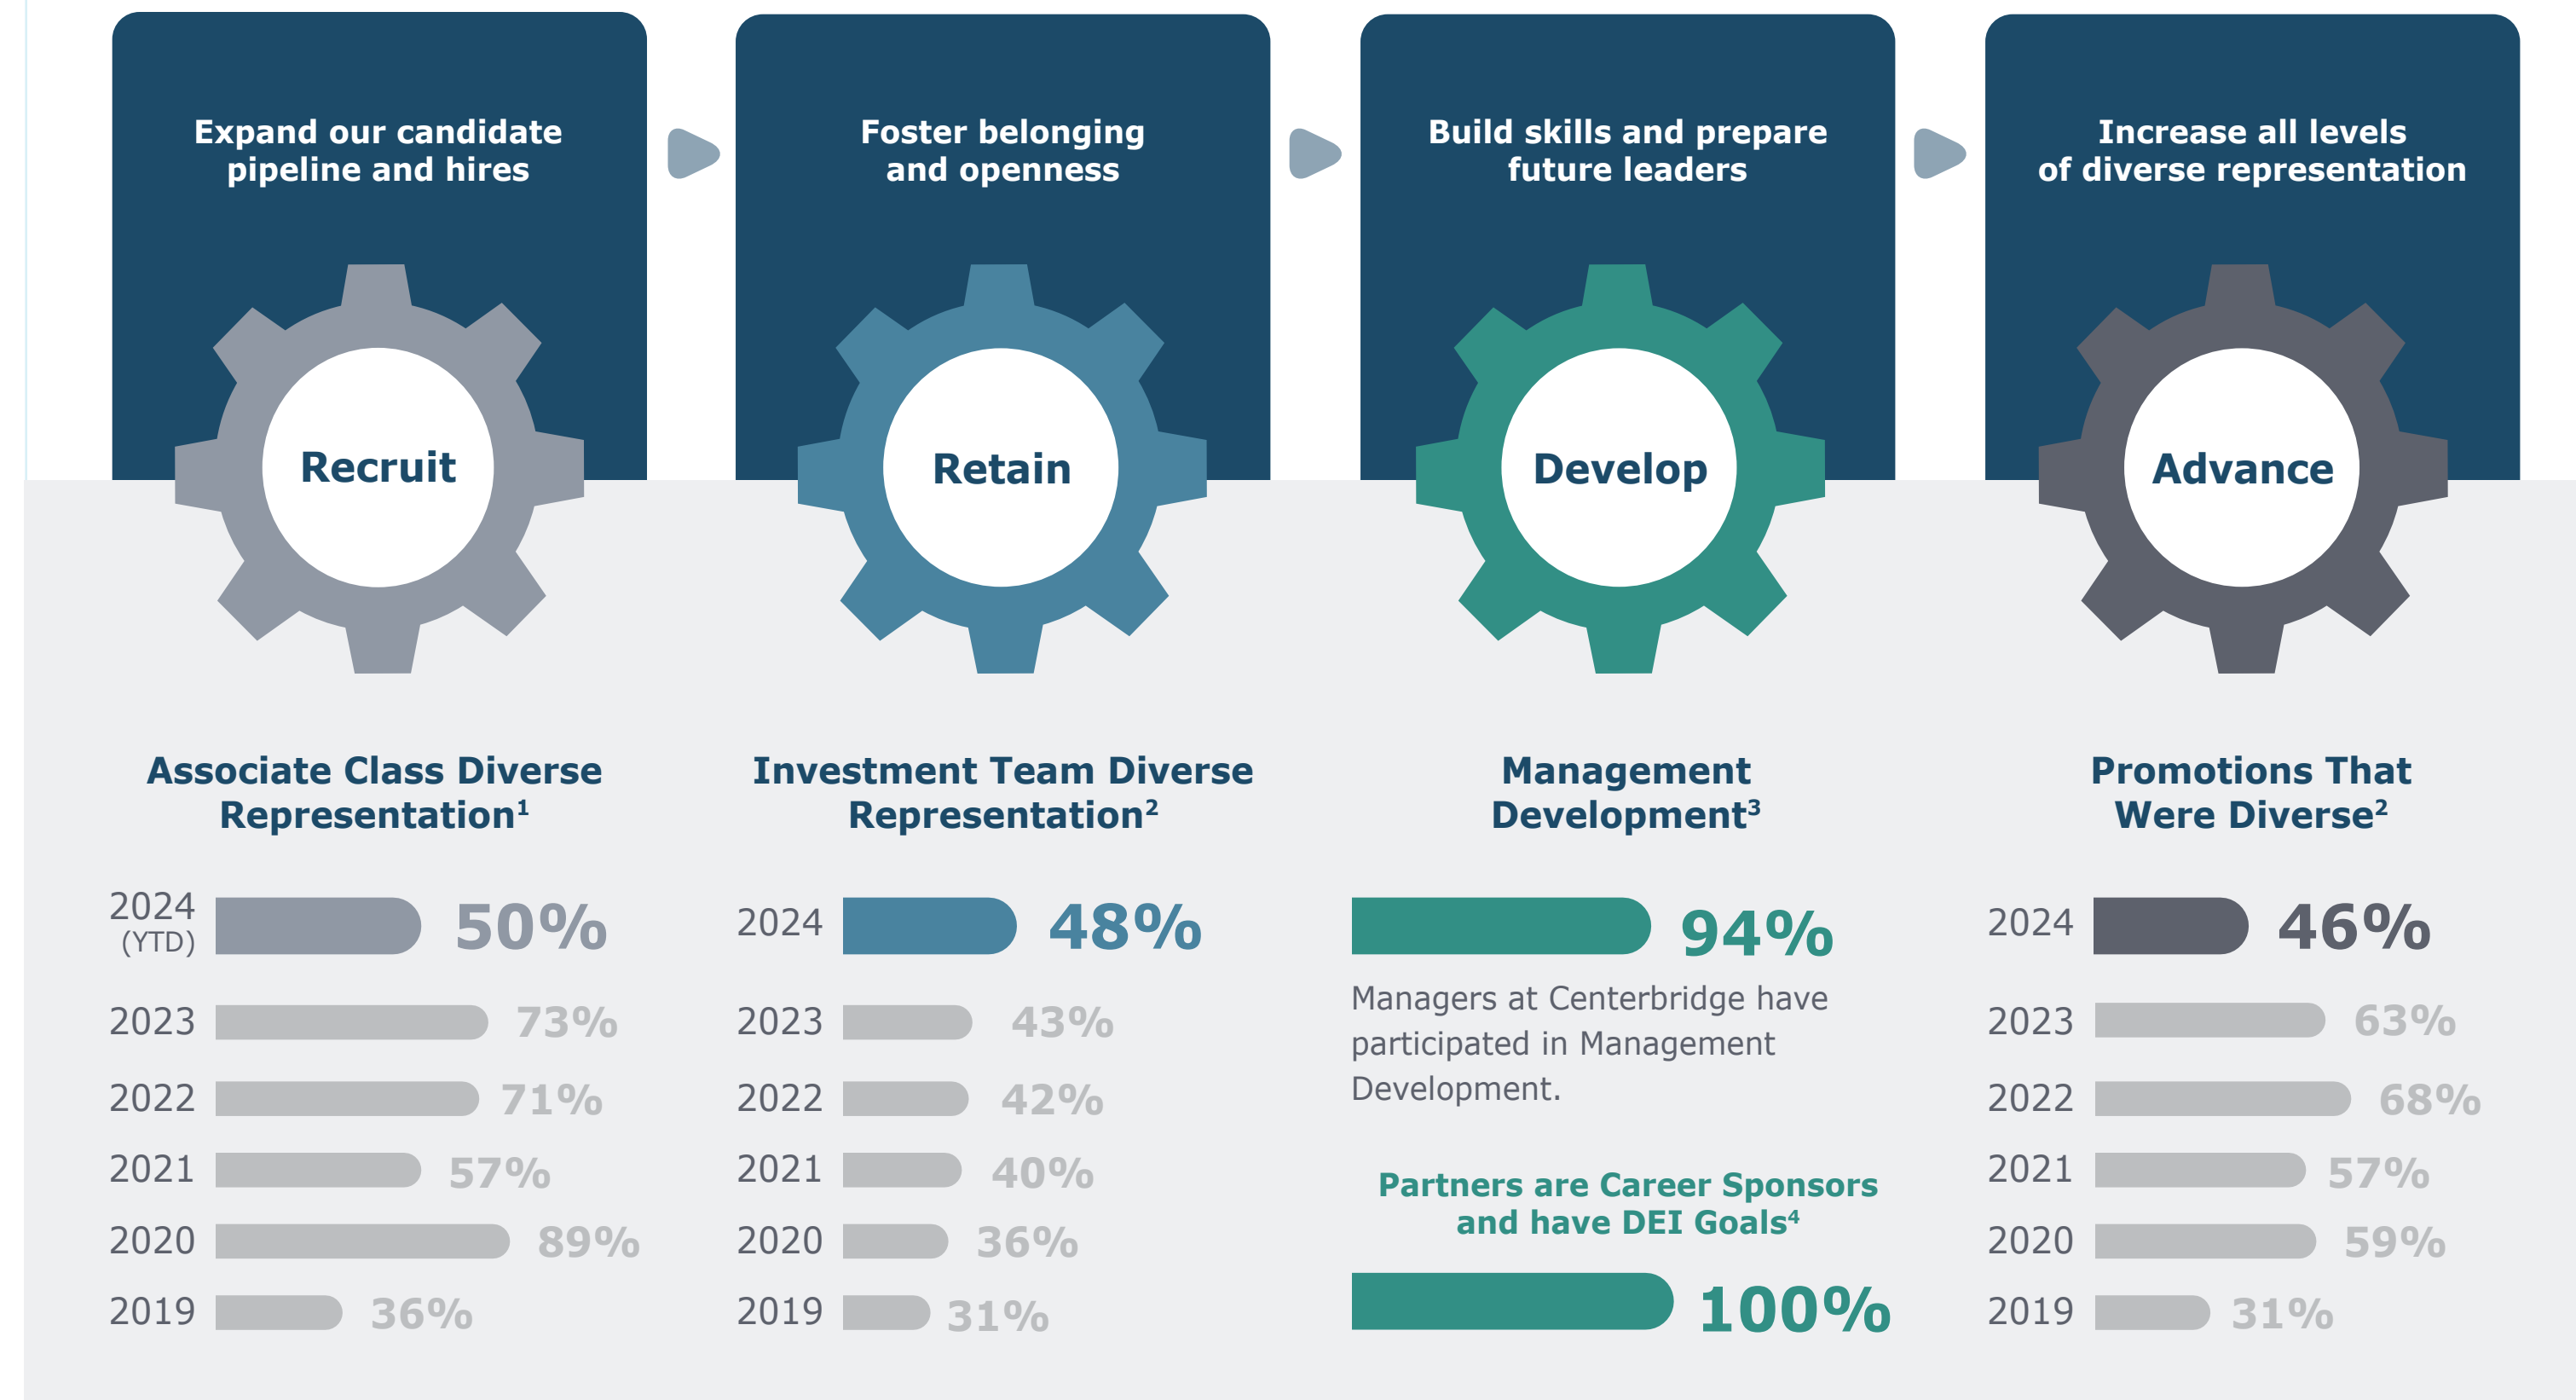 Expand our candidate
pipeline and hires
Recruit
Associate Class Diverse
Representation¹
2024 50%
(YTD)
2023 73%
2022 71%
2021 57%
2020 89%
2019 36%
Foster belonging
and openness
Retain
Investment Team Diverse
Representation²
2024 48%
2023 43%
2022 42%
2021 40%
2020 36%
2019 31%
Build skills and prepare
future leaders
Develop
Management
Development³
94%
Managers at Centerbridge have
participated in Management
Development.
Partners are Career Sponsors
and have DEI Goals⁴
100%
Increase all levels
of diverse representation
Advance
Promotions That
Were Diverse²
2024 46%
2023 63%
2022 68%
2021 57%
2020 59%
2019 31%